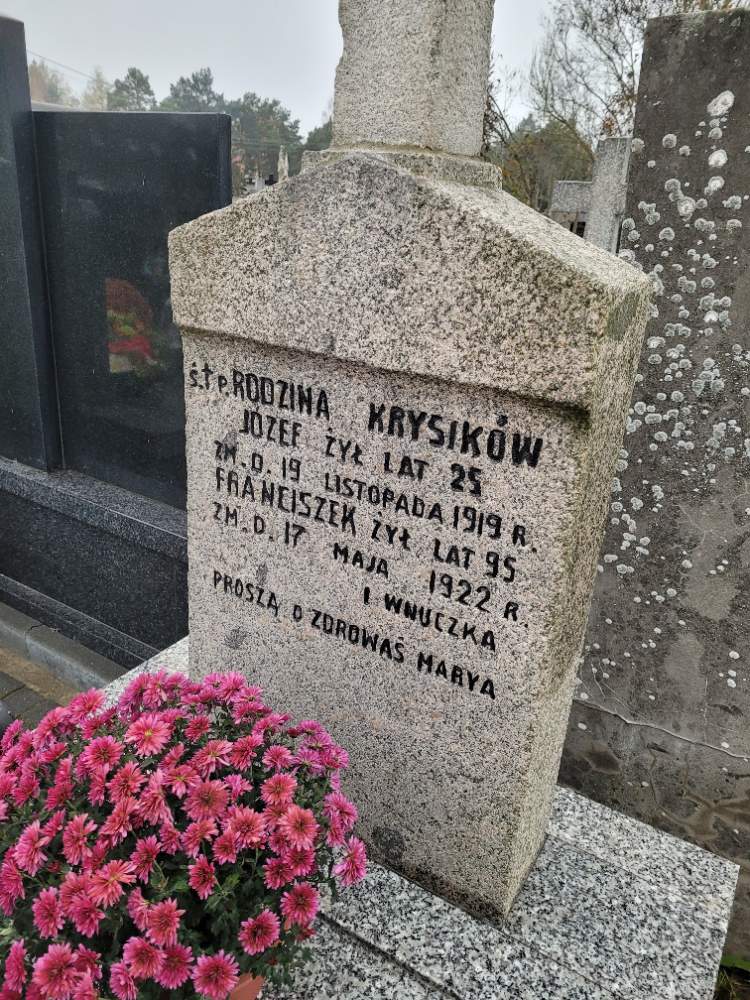 Ś.†P. RODZINA KRYSIKÓW
JÓZEF ŻYŁ LAT 25
ZM. D. 19 LISTOPADA 1919 R.
FRANCISZEK ŻYŁ LAT 95
ZM. D. 17 MAJA 1922 R.
I WNUCZKA
PROSZĄ O ZDROWAŚ MARYA